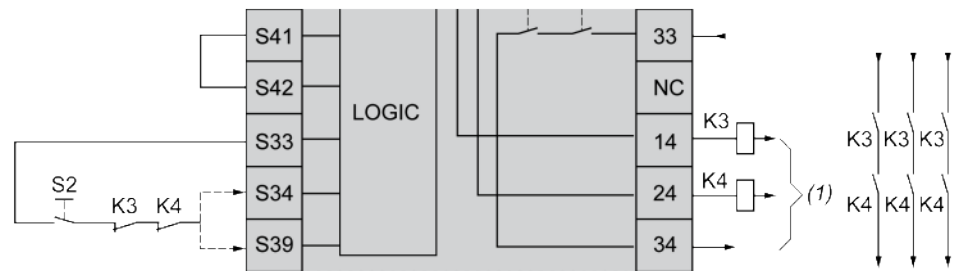 S41
33
S42
NC
LOGIC
S33
14
K3
K3 K3 K3
S2
K3 K4
S34
24
K4
(1)
K4 K4 K4
S39
34